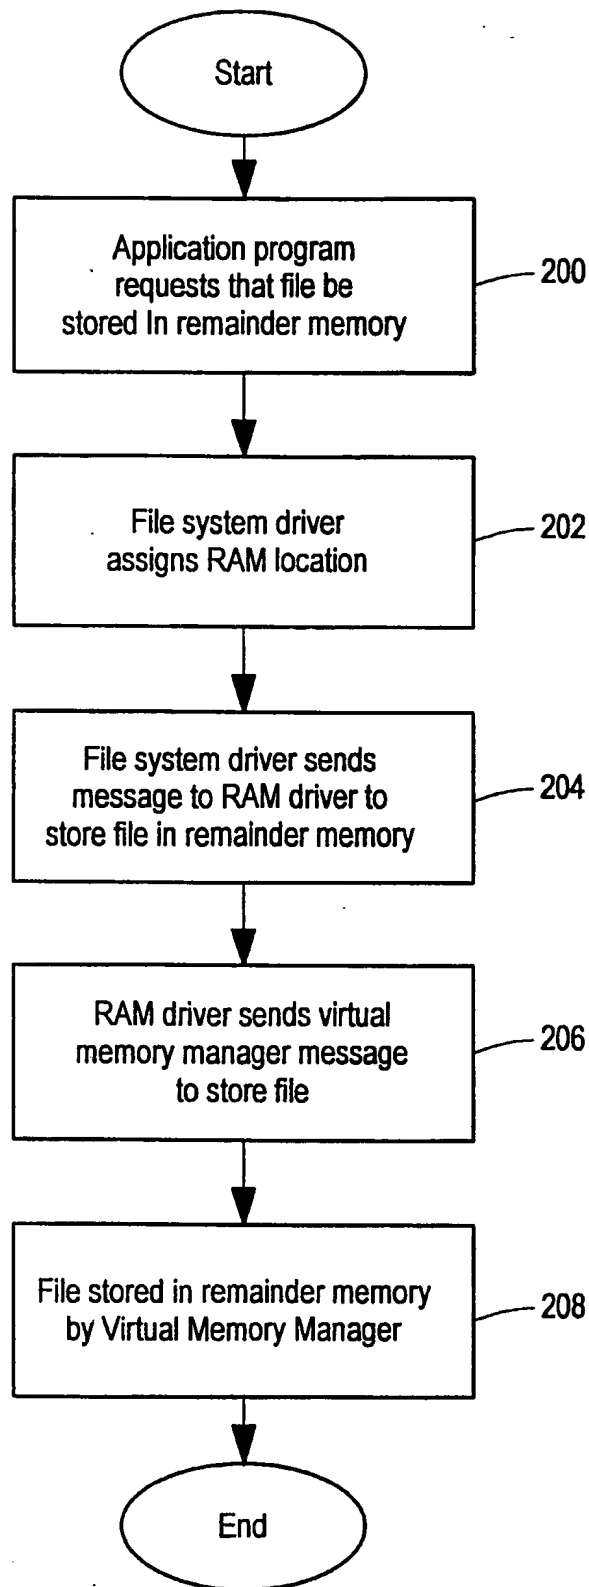 Start
Application program
requests that file be
stored In remainder memory
200
File system driver
assigns RAM location
202
File system driver sends
message to RAM driver to
store file in remainder memory
204
RAM driver sends virtual
memory manager message
to store file
206
File stored in remainder memory
by Virtual Memory Manager
208
End